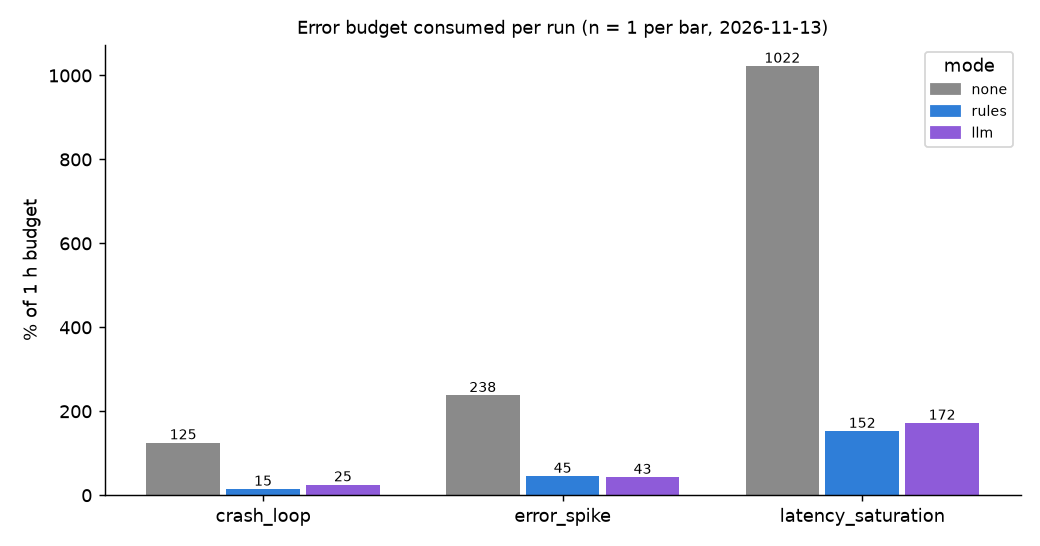 Error budget consumed per run (n = 1 per bar, 2026-11-13)
% of 1 h budget
1000
800
600
400
200
0
125
15
25
238
45
43
1022
152
172
crash_loop
error_spike
latency_saturation
mode
none
rules
llm